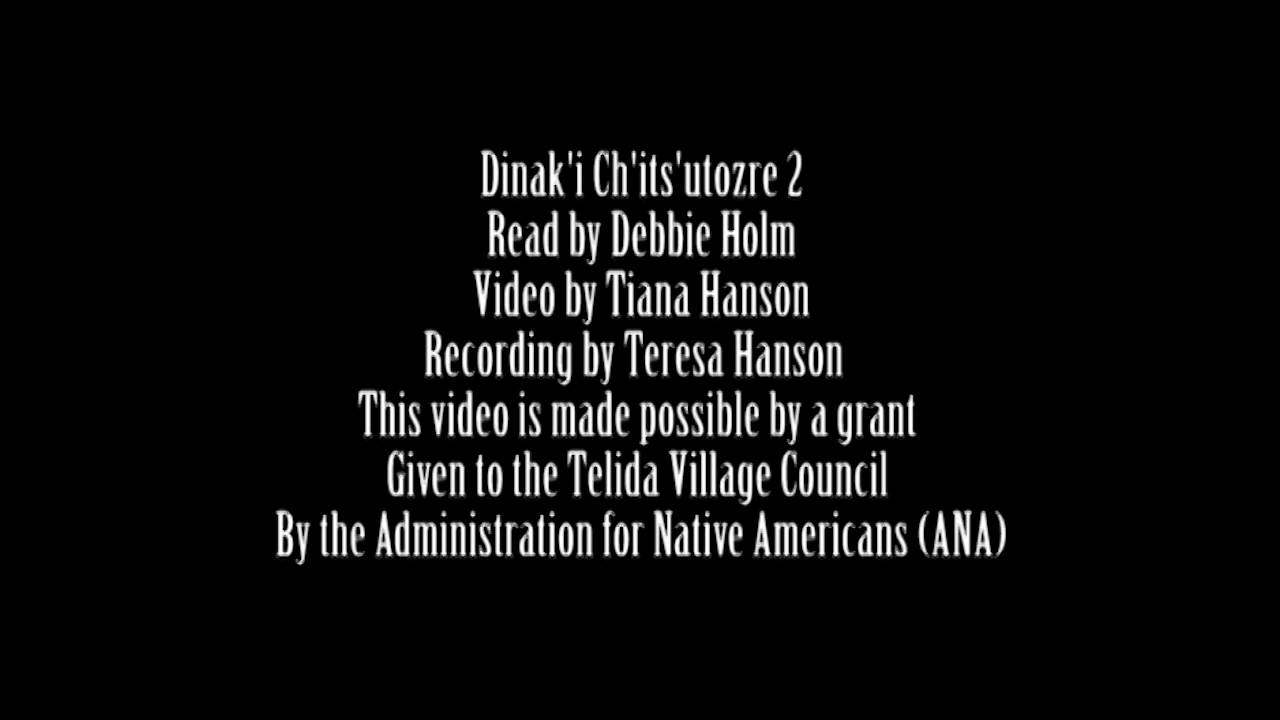 Dinak'i Ch'its'utozre 2
Read by Debbie Holm
Video by Tiana Hanson
Recording by Teresa Hanson
This video is made possible by a grant
Given to the Telida Village Council
By the Administration for Native Americans (ANA)